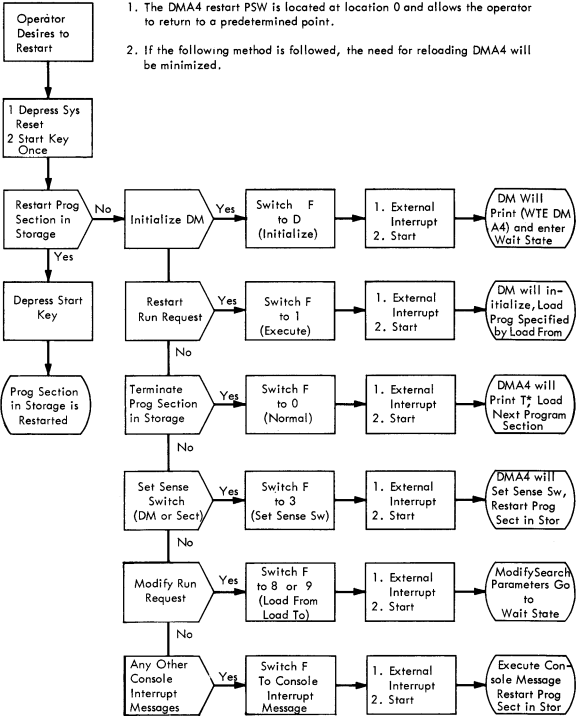 Operator
Desires to
Restart
1. The DMA4 restart PSW is located at location 0 and allows the operator
to return to a predetermined point.
2. If the following method is followed, the need for reloading DMA4 will
be minimized.
1 Depress Sys
Reset
2 Start Key
Once
Restart Prog
Section in
Storage
No
Yes
Initialize DM
Yes
Switch F
to D
(Initialize)
1. External
Interrupt
2. Start
DM Will
Print (WTE DM
A4) and enter
Wait State
Depress Start
Key
Restart
Run Request
Yes
No
Switch F
to 1
(Execute)
1. External
Interrupt
2. Start
DM will in-
itialize, Load
Prog Specified
by Load From
Prog Section
in Storage is
Restarted
Terminate
Prog Section
in Storage
Yes
No
Switch F
to 0
(Normal)
1. External
Interrupt
2. Start
DMA4 will
Print T*, Load
Next Program
Section
Set Sense
Switch
(DM or Sect)
Yes
No
Switch F
to 3
(Set Sense Sw)
1. External
Interrupt
2. Start
DMA4 will
Set Sense Sw,
Restart Prog
Sect in Stor
Modify Run
Request
Yes
No
Switch F
to 8 or 9
(Load From
Load To)
1. External
Interrupt
2. Start
Modify Search
Parameters Go
to
Wait State
Any Other
Console
Interrupt
Messages
Yes
Switch F
To Console
Interrupt
Message
1. External
Interrupt
2. Start
Execute Con-
sole Message
Restart Prog
Sect in Stor